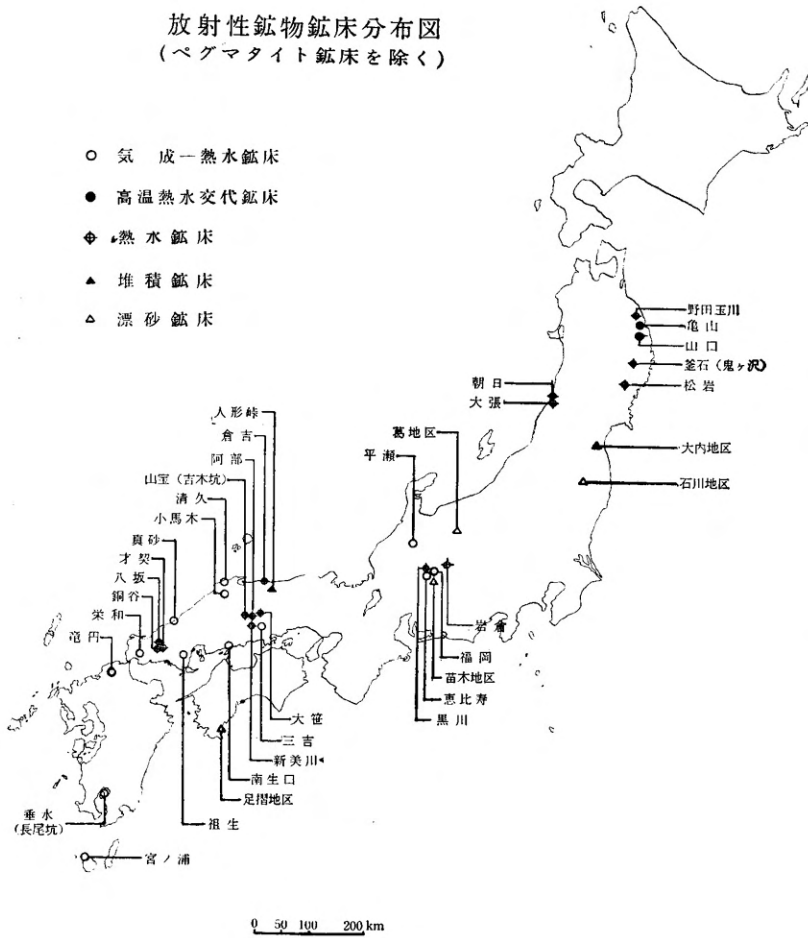 放射性鉱物鉱床分布図
(ペグマタイト鉱床を除く)
気 成―熱水鉱床
高温熱水交代鉱床
熱水鉱床
堆積鉱床
漂砂鉱床
野田玉川
亀山
山口
釜石(鬼ヶ沢)
松岩
朝日
大張
大内地区
石川地区
葛地区
平瀬
人形峠
倉吉
阿部
山宝(吉木坑)
清久
小馬木
真砂
才契
八坂
銅谷
栄和
竜円
岩倉
福岡
苗木地区
恵比寿
黒川
大笹
三吉
新美川
南生口
足摺地区
祖生
垂水
(長尾坑)
宮ノ浦
0 50 100 200 km